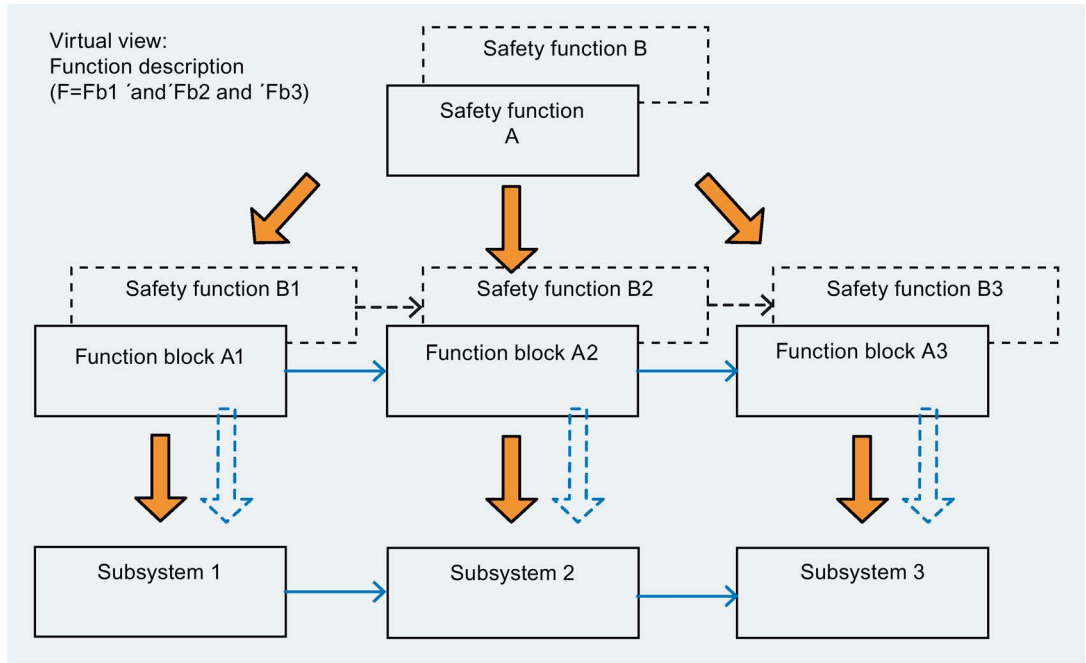 Virtual view:
Function description
(F=Fb1 ´and´Fb2 and ´Fb3)
Safety function B
Safety function
A
Safety function B1
Safety function B2
Safety function B3
Function block A1
Function block A2
Function block A3
Subsystem 1
Subsystem 2
Subsystem 3